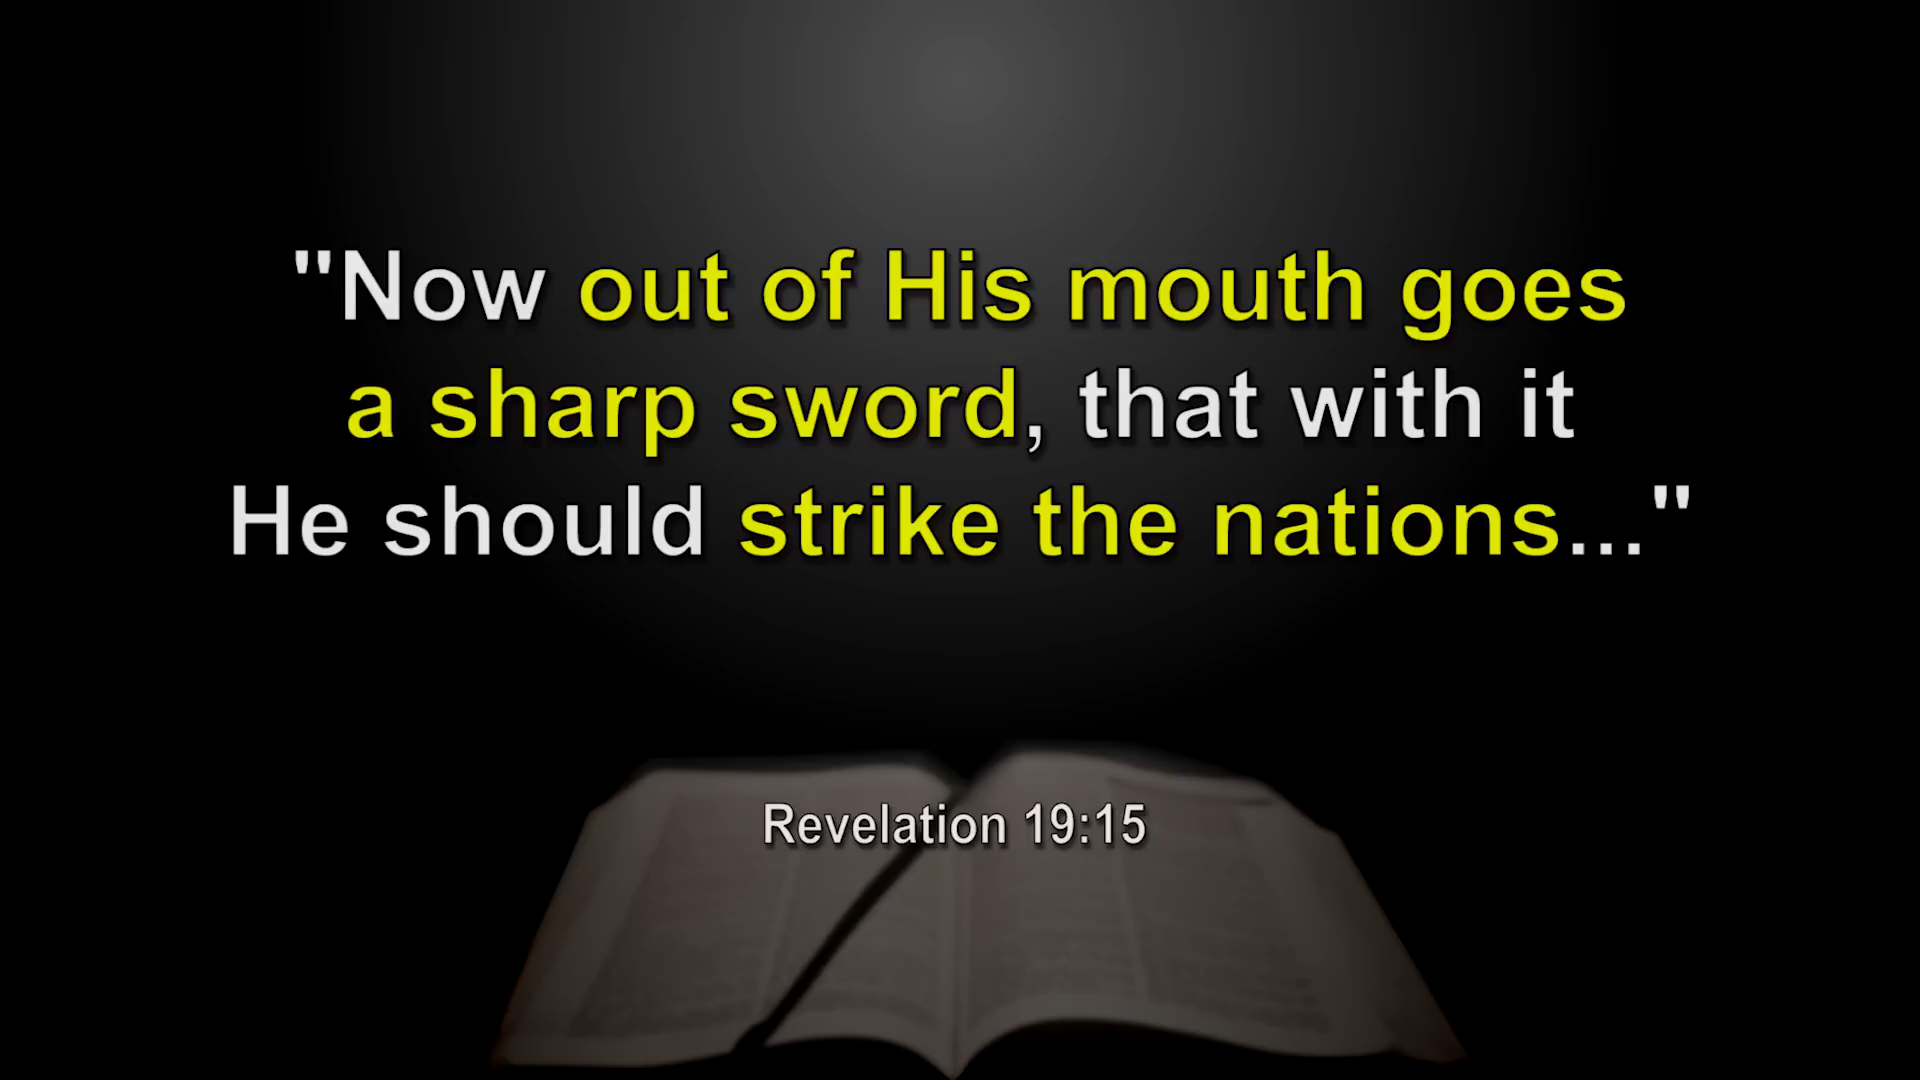 "Now out of His mouth goes
a sharp sword, that with it
He should strike the nations..."
Revelation 19:15